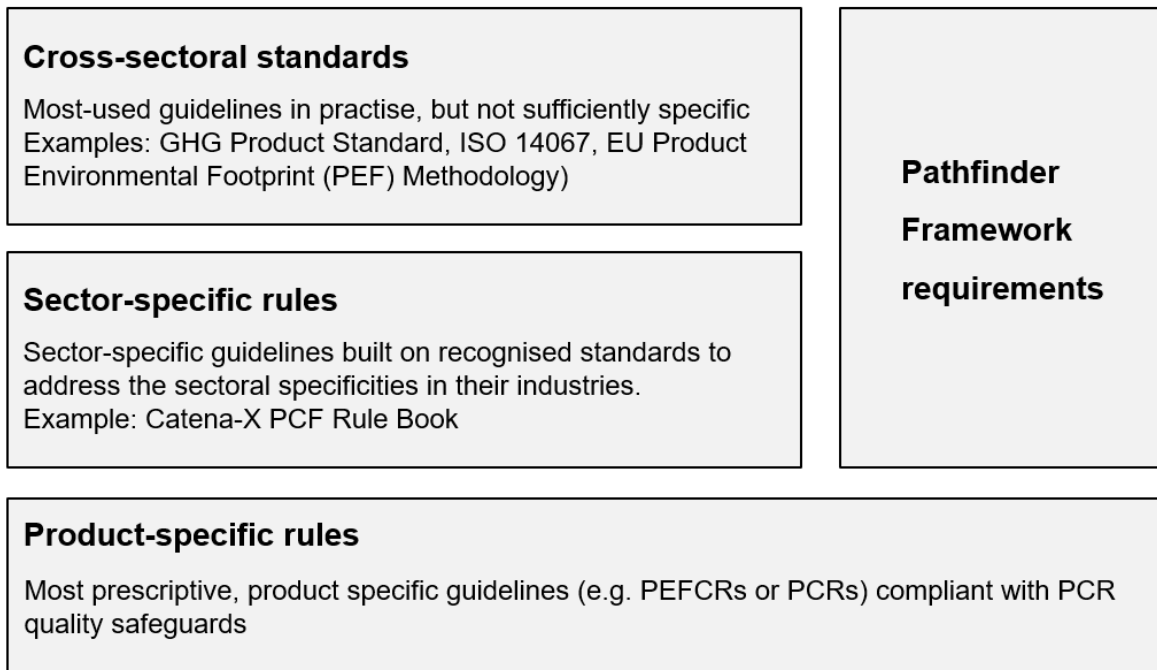 Cross-sectoral standards
Most-used guidelines in practise, but not sufficiently specific
Examples: GHG Product Standard, ISO 14067, EU Product
Environmental Footprint (PEF) Methodology)
Sector-specific rules
Sector-specific guidelines built on recognised standards to
address the sectoral specificities in their industries.
Example: Catena-X PCF Rule Book
Pathfinder
Framework
requirements
Product-specific rules
Most prescriptive, product specific guidelines (e.g. PEFCRs or PCRs) compliant with PCR
quality safeguards